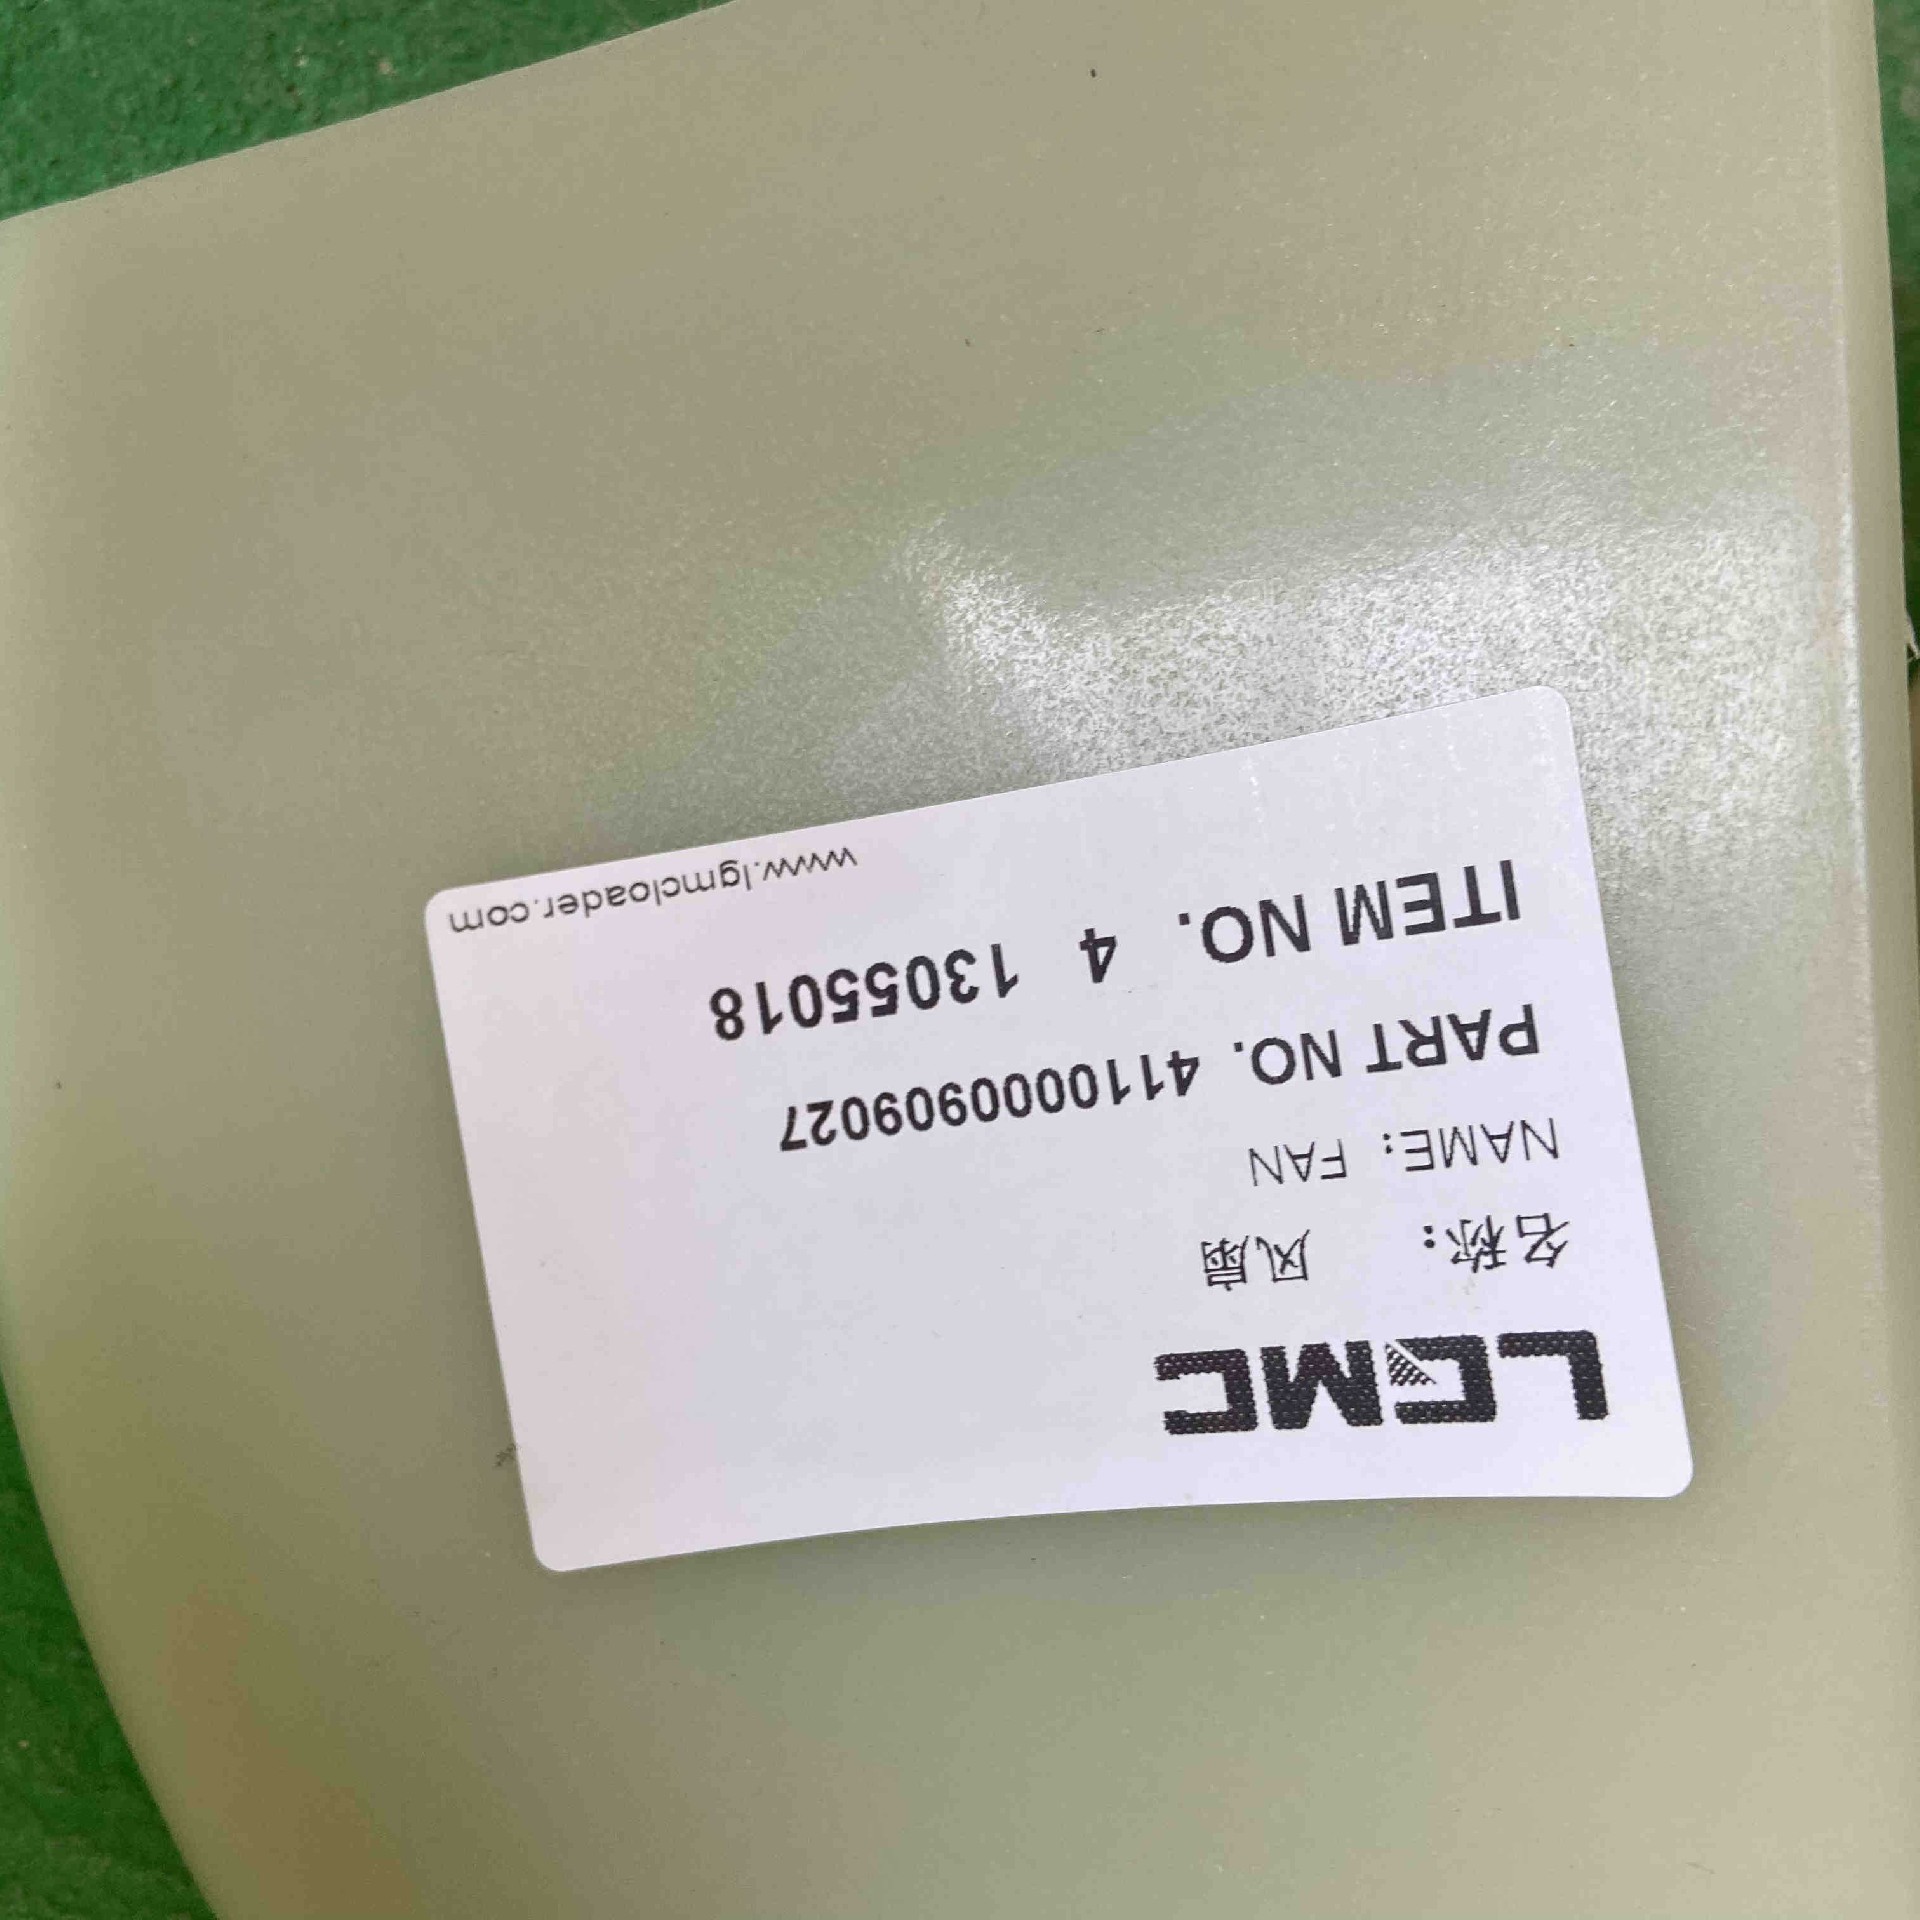 LGMC
名称: 风扇
NAME: FAN
PART NO. 4110000909027
ITEM NO. 4 13055018
www.lgmcloader.com